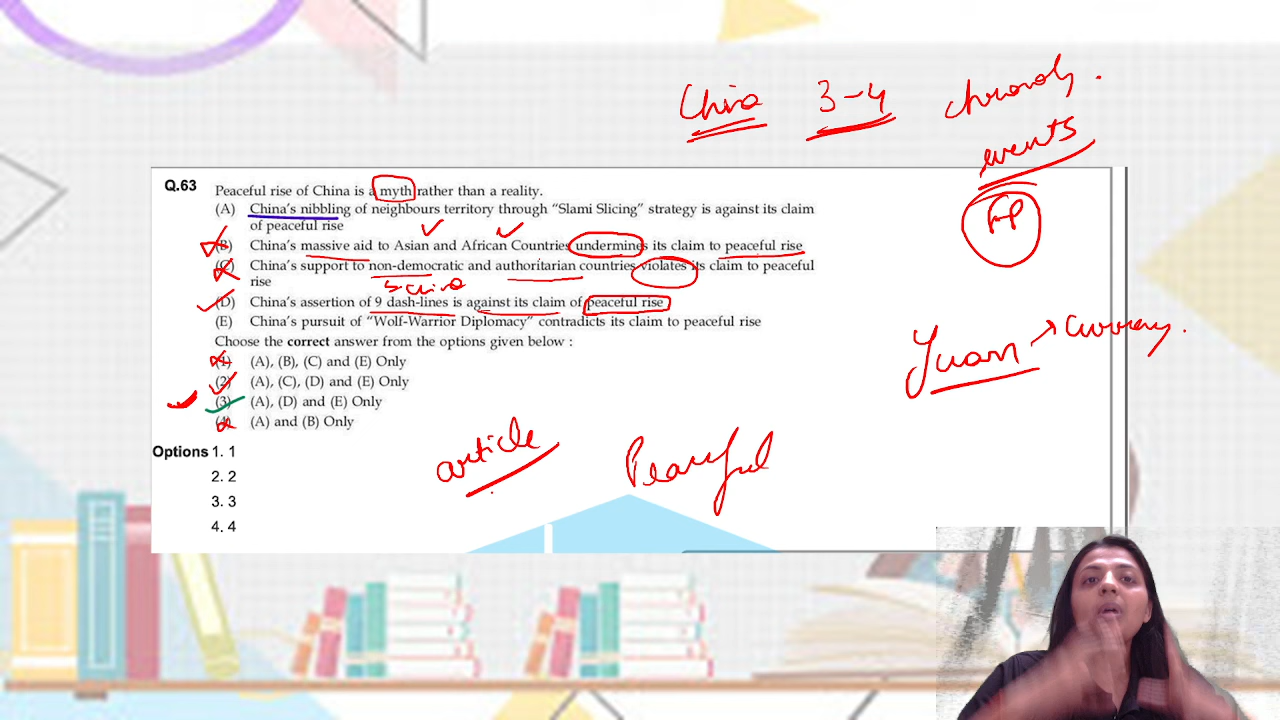 China 3-4
events
FP
Q.63 Peaceful rise of China is a myth rather than a reality.
(A) China's nibbling of neighbours territory through "Slami Slicing" strategy is against its claim
of peaceful rise
(B) China's massive aid to Asian and African Countries undermines its claim to peaceful rise
(C) China's support to non-democratic and authoritarian countries violates its claim to peaceful
rise
S China
(D) China's assertion of 9 dash-lines is against its claim of peaceful rise
(E) China's pursuit of "Wolf-Warrior Diplomacy" contradicts its claim to peaceful rise
Choose the correct answer from the options given below :
(1) (A), (B), (C) and (E) Only
(2) (A), (C), (D) and (E) Only
(3) (A), (D) and (E) Only
(4) (A) and (B) Only
Yuan → Currency.
article Peaceful
Options 1. 1
2. 2
3. 3
4. 4